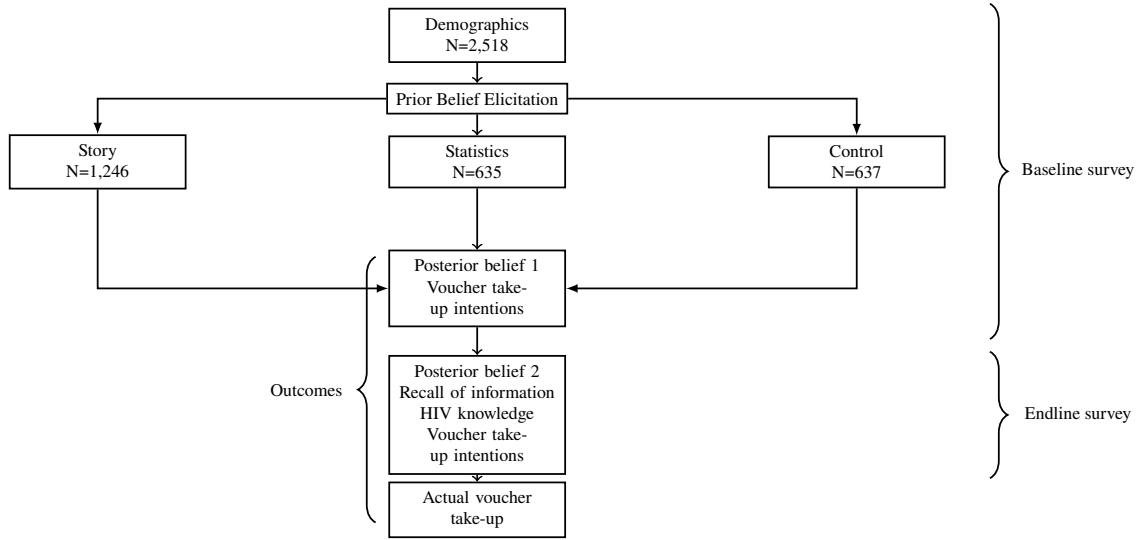 Demographics
N=2,518
Prior Belief Elicitation
Story
N=1,246
Statistics
N=635
Control
N=637
Baseline survey
Posterior belief 1
Voucher take-
up intentions
Outcomes
Posterior belief 2
Recall of information
HIV knowledge
Voucher take-
up intentions
Endline survey
Actual voucher
take-up